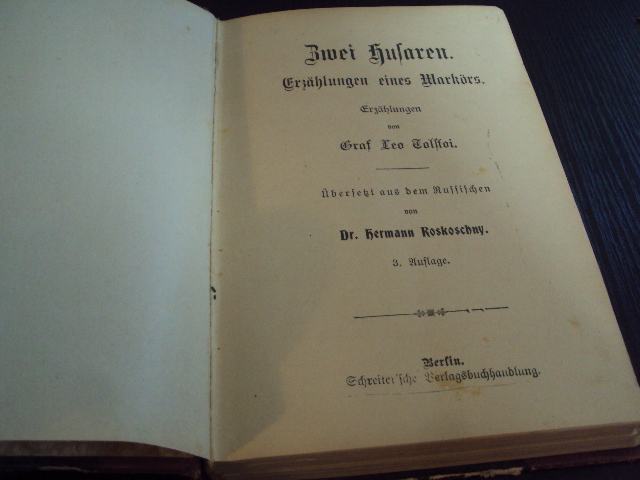 Zwei Husaren.
Erzählungen eines Markörs.
Erzählungen
von
Graf Leo Tolstoi.
Übersetzt aus dem Russischen
von
Dr. Hermann Roskoschny.
3. Auflage.
Berlin.
Schreiter'sche Verlagsbuchhandlung.